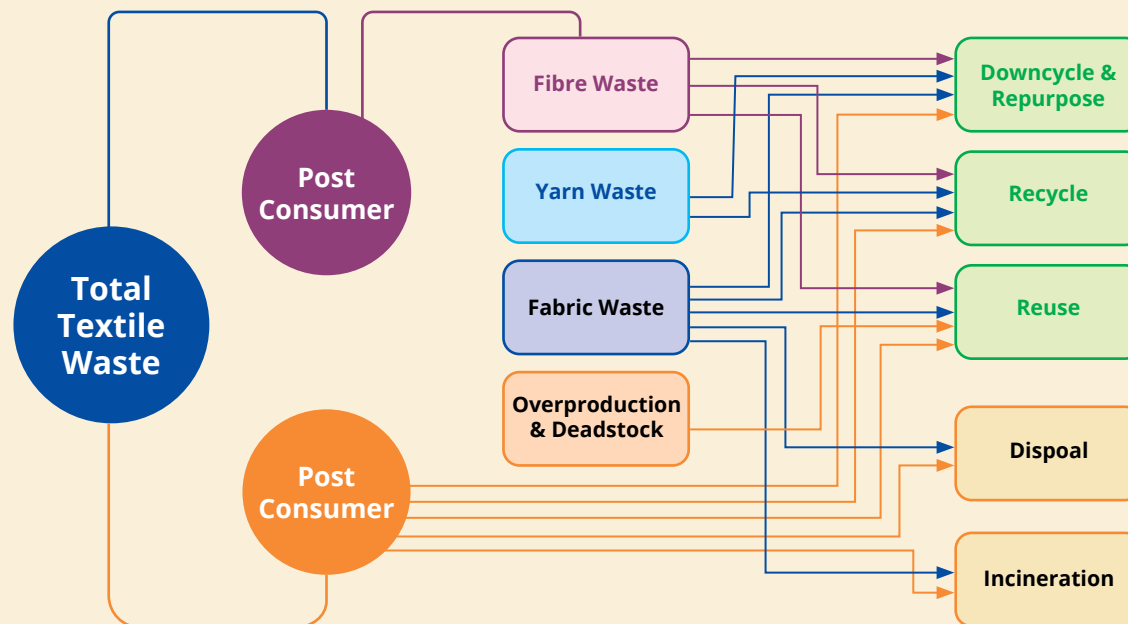 Total
Textile
Waste
Post
Consumer
Post
Consumer
Fibre Waste
Yarn Waste
Fabric Waste
Overproduction
& Deadstock
Downcycle &
Repurpose
Recycle
Reuse
Dispoal
Incineration